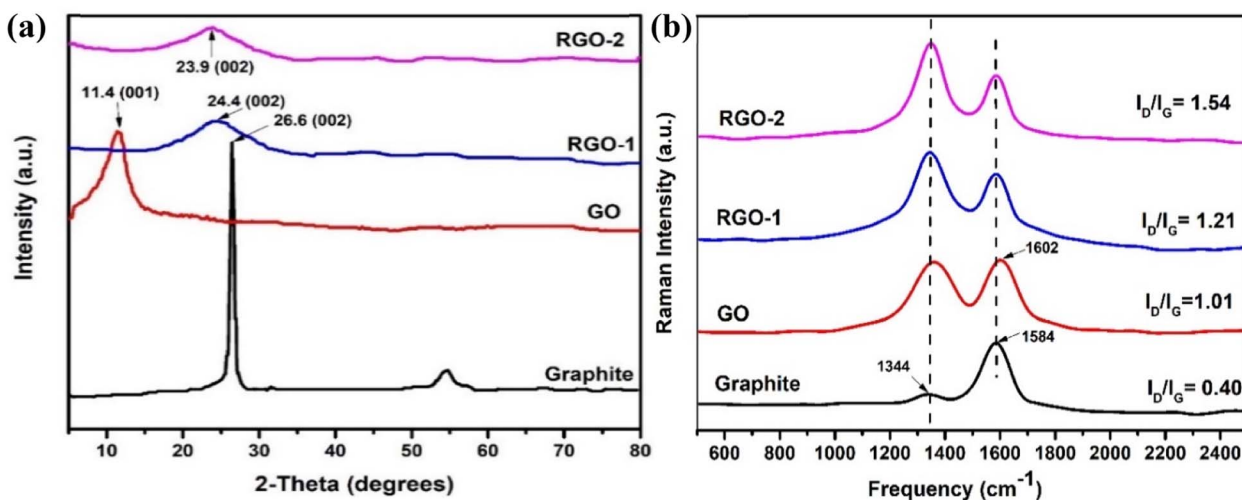 (a)
RGO-2
23.9 (002)
11.4 (001)
24.4 (002)
26.6 (002)
RGO-1
GO
Graphite
Intensity (a.u.)
10 20 30 40 50 60 70 80
2-Theta (degrees)
(b)
RGO-2
I_D/I_G= 1.54
RGO-1
I_D/I_G= 1.21
1602
GO
I_D/I_G=1.01
1584
1344
Graphite
I_D/I_G= 0.40
Raman Intensity (a.u.)
600 800 1000 1200 1400 1600 1800 2000 2200 2400
Frequency (cm⁻¹)